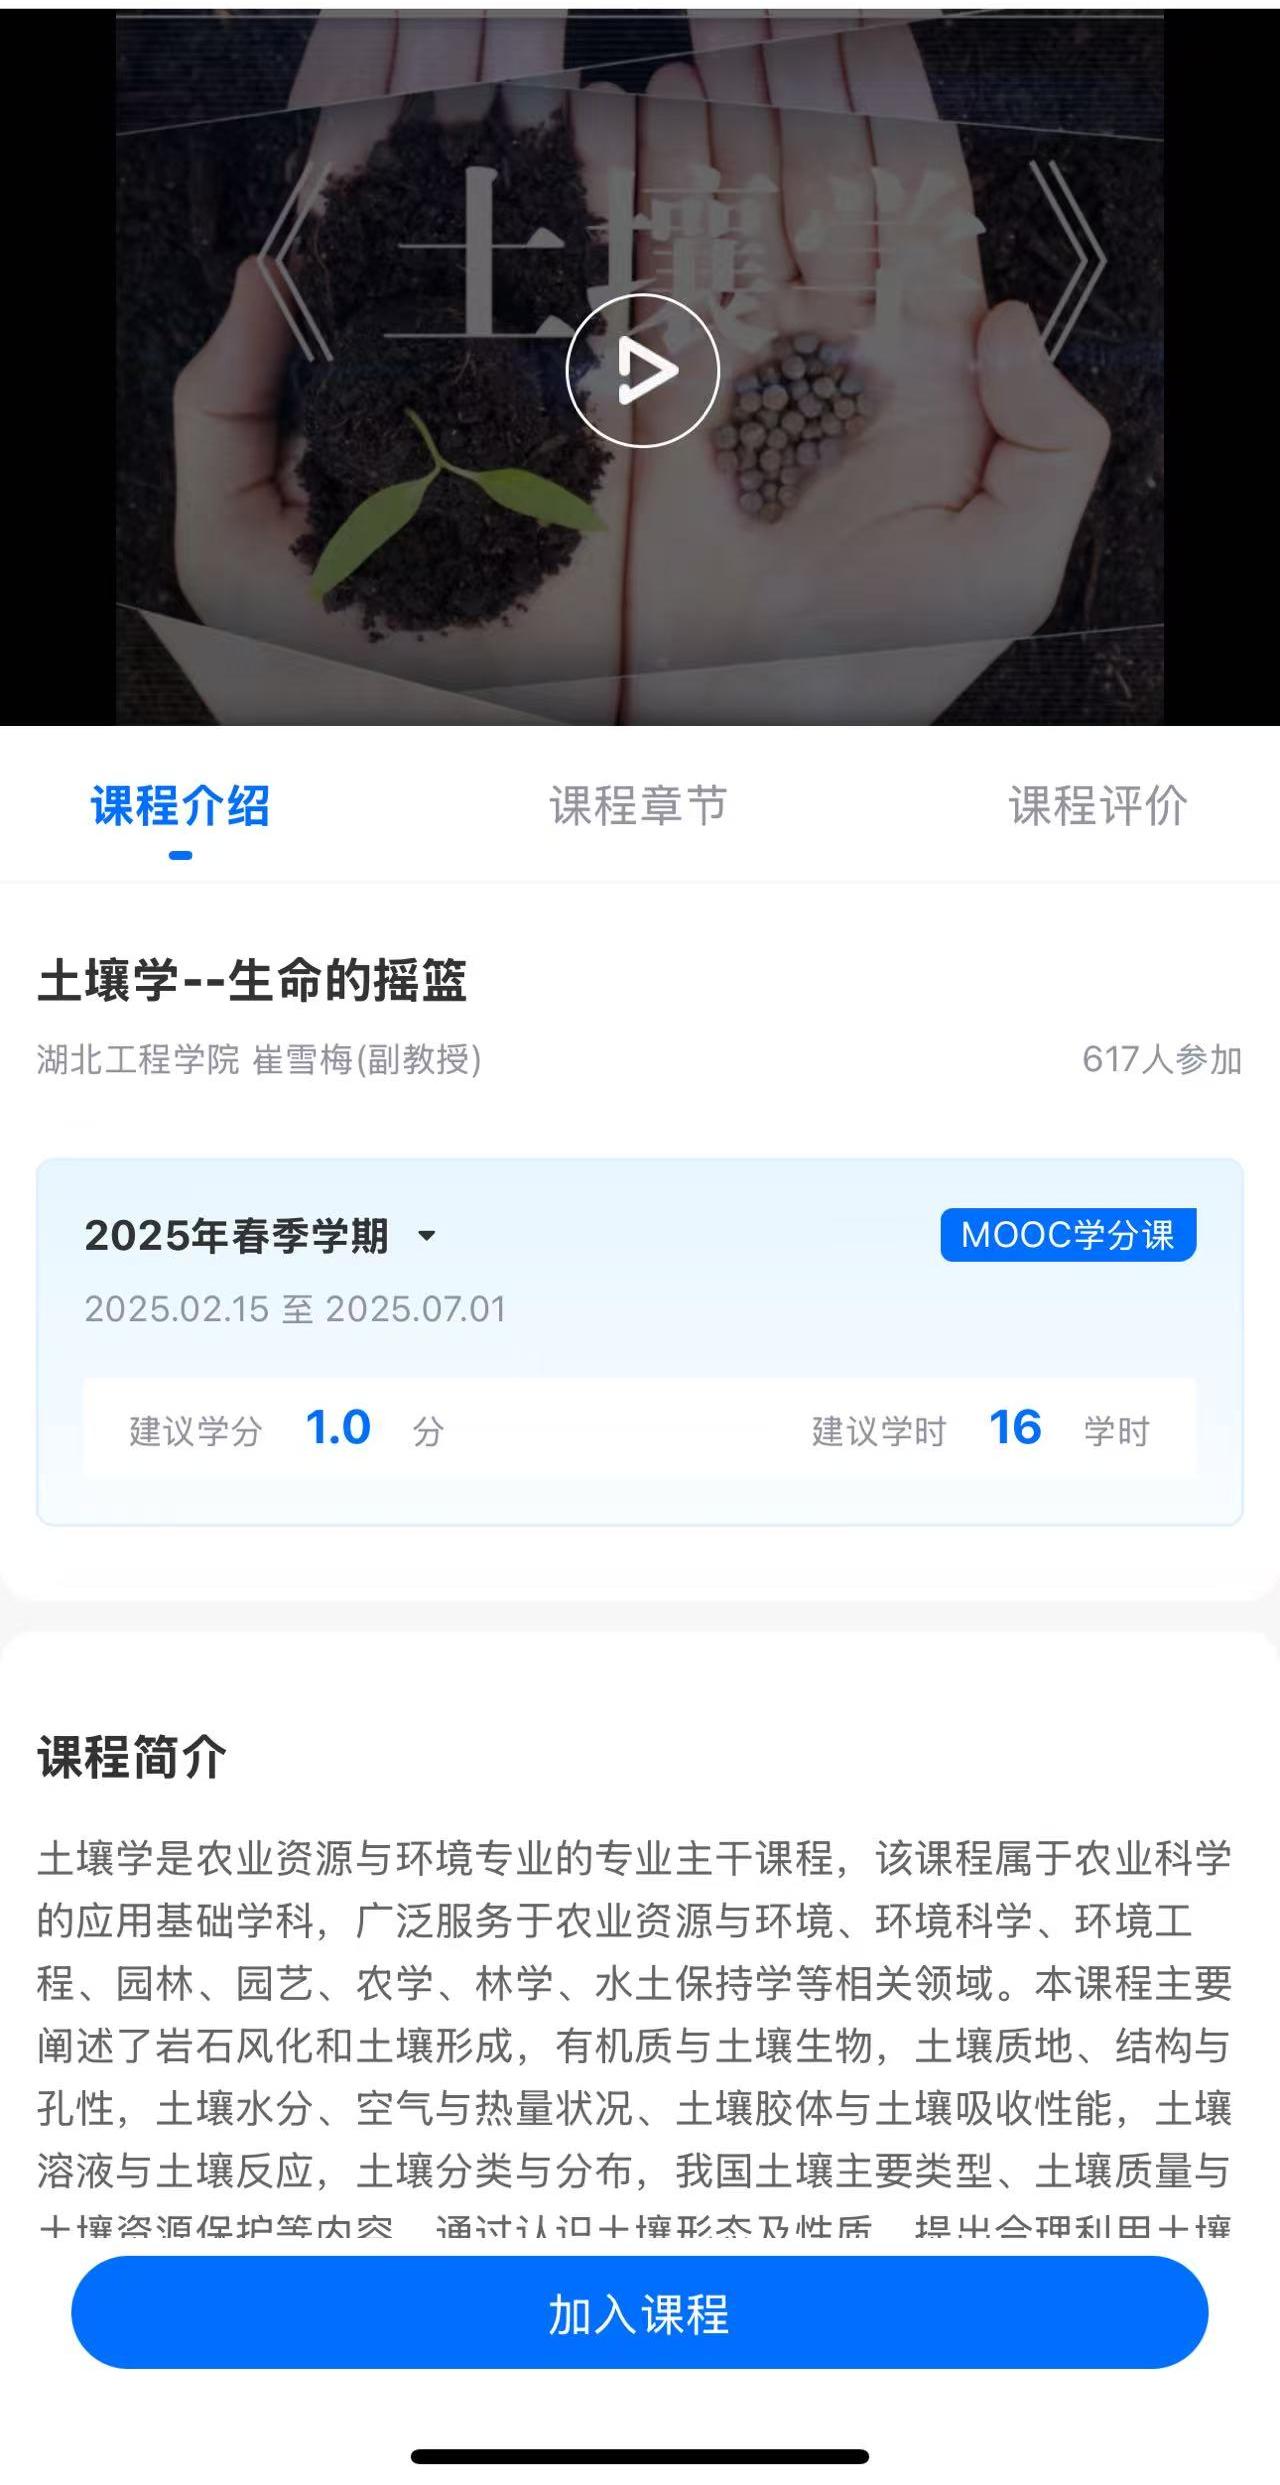 《土壤学》
课程介绍 课程章节 课程评价
土壤学--生命的摇篮
湖北工程学院 崔雪梅(副教授) 617人参加
2025年春季学期 MOOC学分课
2025.02.15 至 2025.07.01
建议学分 1.0 分 建议学时 16 学时
课程简介
土壤学是农业资源与环境专业的专业主干课程，该课程属于农业科学
的应用基础学科，广泛服务于农业资源与环境、环境科学、环境工
程、园林、园艺、农学、林学、水土保持学等相关领域。本课程主要
阐述了岩石风化和土壤形成，有机质与土壤生物，土壤质地、结构与
孔性，土壤水分、空气与热量状况、土壤胶体与土壤吸收性能，土壤
溶液与土壤反应，土壤分类与分布，我国土壤主要类型、土壤质量与
土壤资源保护等内容。通过认识土壤形态及性质，提出合理利用土壤
加入课程